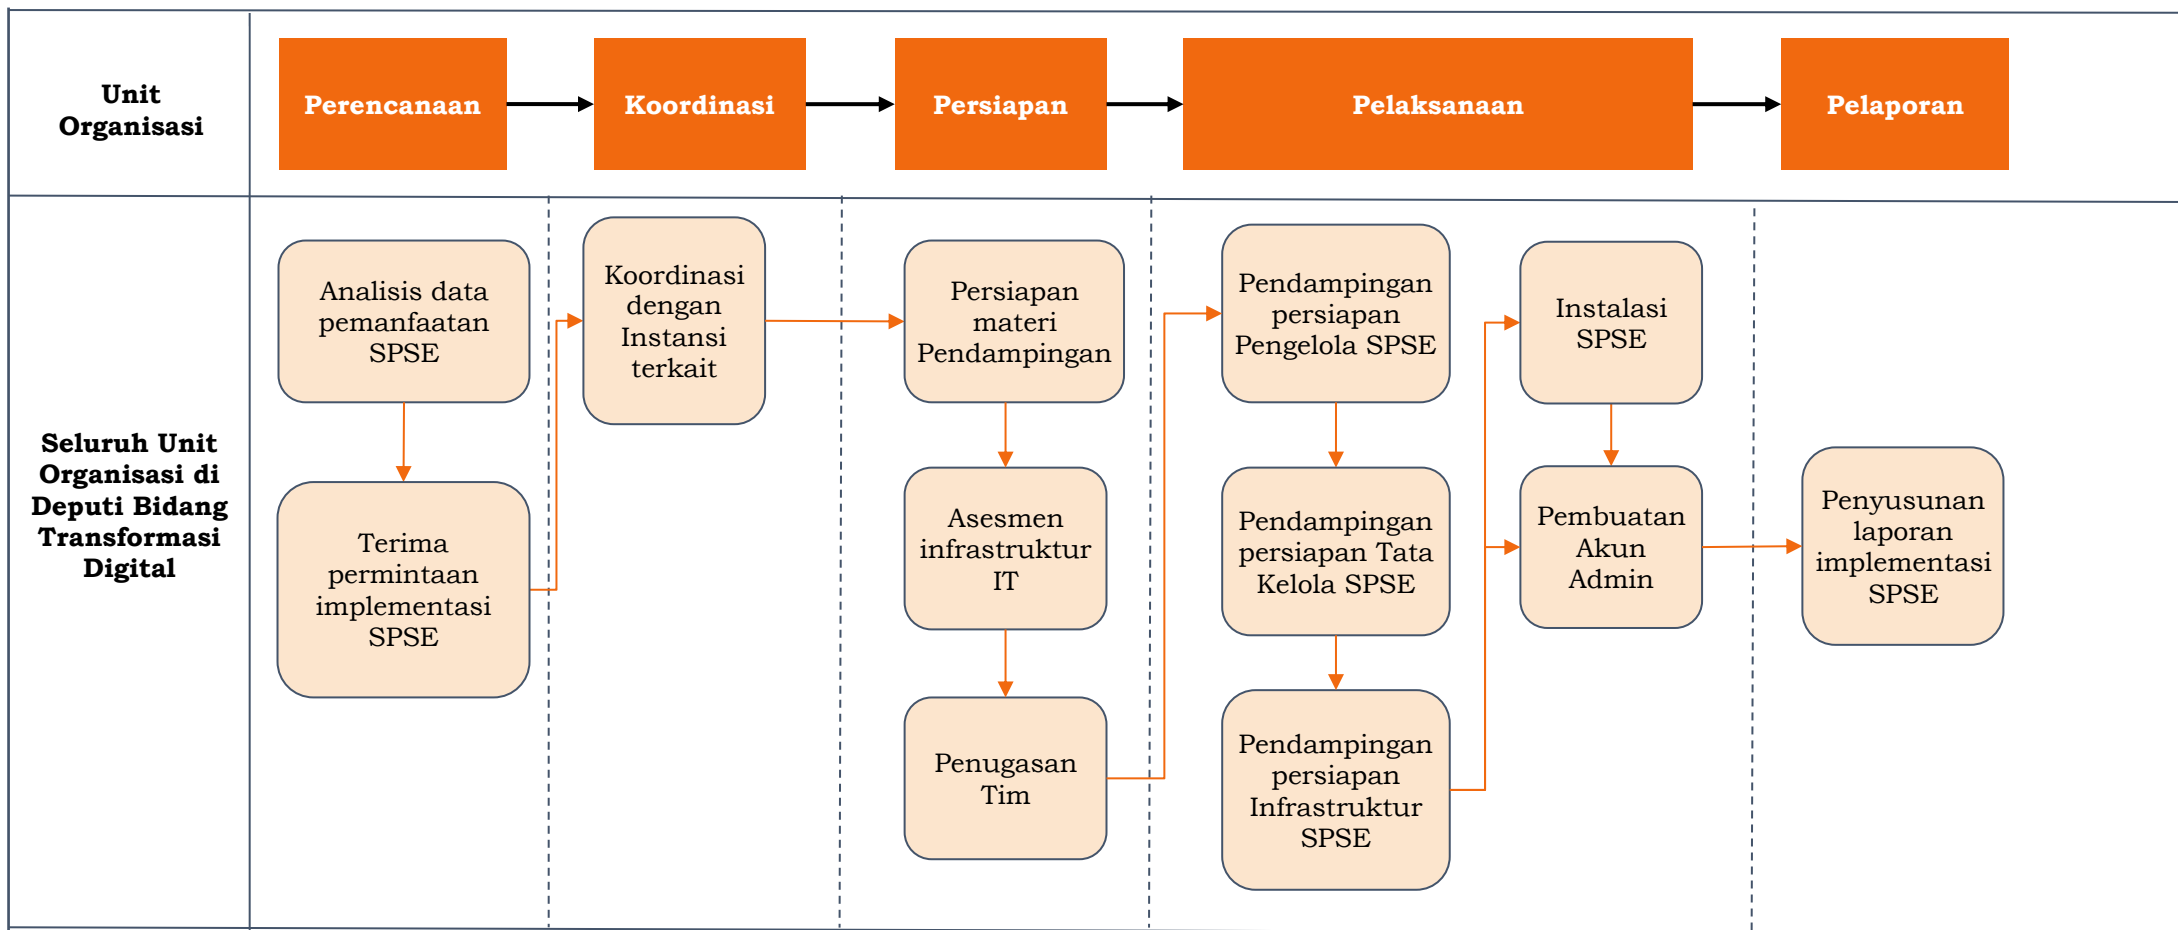 Unit
Organisasi
Perencanaan
Koordinasi
Persiapan
Pelaksanaan
Pelaporan
Seluruh Unit
Organisasi di
Deputi Bidang
Transformasi
Digital
Analisis data
pemanfaatan
SPSE
Terima
permintaan
implementasi
SPSE
Koordinasi
dengan
Instansi
terkait
Persiapan
materi
Pendampingan
Asesmen
infrastruktur
IT
Penugasan
Tim
Pendampingan
persiapan
Pengelola SPSE
Pendampingan
persiapan Tata
Kelola SPSE
Pendampingan
persiapan
Infrastruktur
SPSE
Instalasi
SPSE
Pembuatan
Akun
Admin
Penyusunan
laporan
implementasi
SPSE